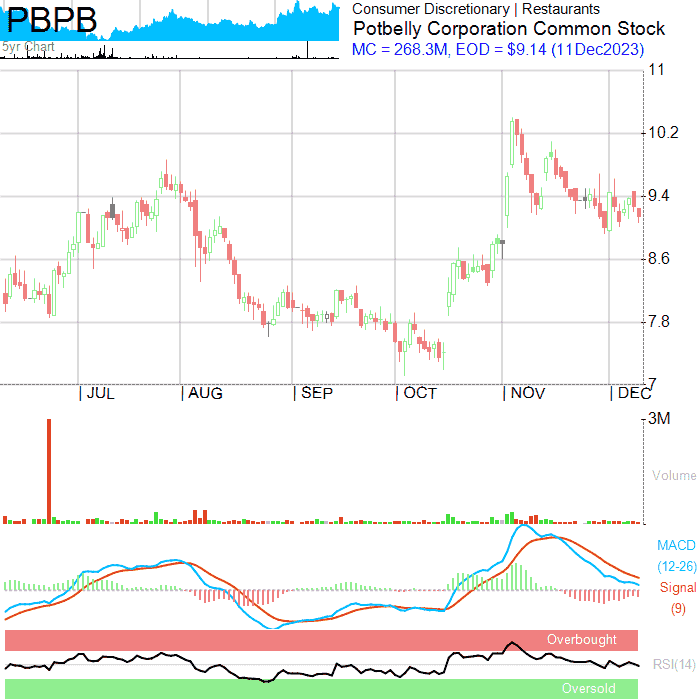 PBPB
5yr Chart
Consumer Discretionary | Restaurants
Potbelly Corporation Common Stock
MC = 268.3M, EOD = $9.14 (11Dec2023)
11
10.2
9.4
8.6
7.8
7
| JUL | AUG | SEP | OCT | NOV | DEC
3M
Volume
MACD
(12-26)
Signal
(9)
Overbought
RSI(14)
Oversold